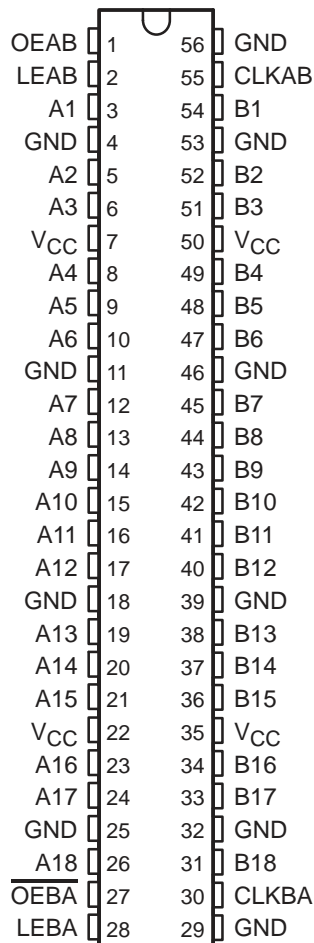 OEAB 1 56 GND
LEAB 2 55 CLKAB
A1 3 54 B1
GND 4 53 GND
A2 5 52 B2
A3 6 51 B3
VCC 7 50 VCC
A4 8 49 B4
A5 9 48 B5
A6 10 47 B6
GND 11 46 GND
A7 12 45 B7
A8 13 44 B8
A9 14 43 B9
A10 15 42 B10
A11 16 41 B11
A12 17 40 B12
GND 18 39 GND
A13 19 38 B13
A14 20 37 B14
A15 21 36 B15
VCC 22 35 VCC
A16 23 34 B16
A17 24 33 B17
GND 25 32 GND
A18 26 31 B18
OEBA 27 30 CLKBA
LEBA 28 29 GND